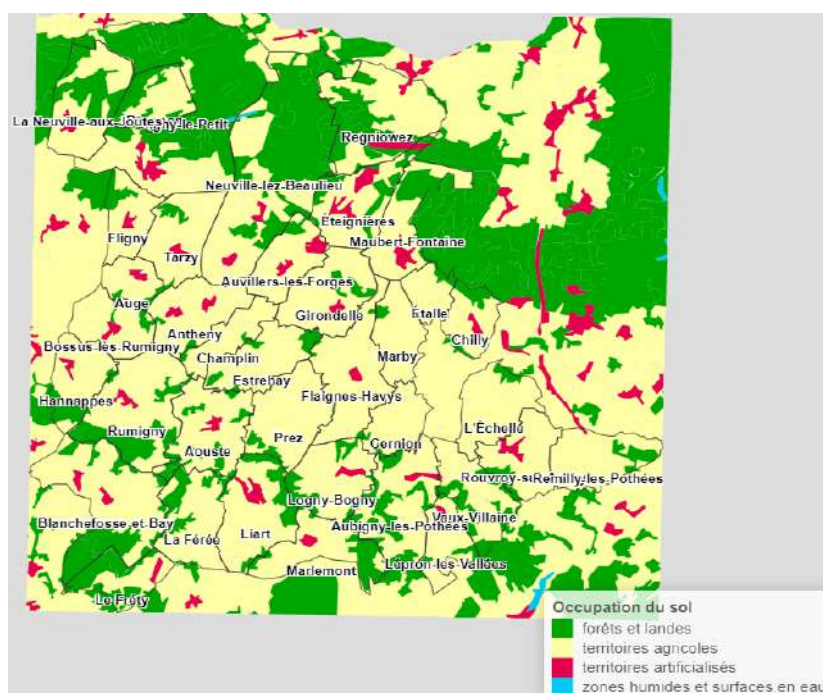 La Neuville-aux-Joutes
gny-le-Petit
Regniowez
Neuville-lez-Beaulieu
Éteignières
Fligny
Maubert-Fontaine
Tarzy
Auvillers-les-Forges
Auge
Girondelle
Étalle
Antheny
Chilly
Bossus-lès-Rumigny
Champlin
Marby
Estrebay
Hannappes
Flaignes-Havys
Rumigny
L'Échelle
Prez
Cernion
Aouste
Rouvroy-s
Remilly-les-Pothées
Logny-Bogny
Vaux-Villaine
Blanchefosse-et-Bay
Aubigny-les-Pothées
Liart
La Férée
Lépron-les-Vallées
Marlemont
Le Fréty
Occupation du sol
forêts et landes
territoires agricoles
territoires artificialisés
zones humides et surfaces en eau